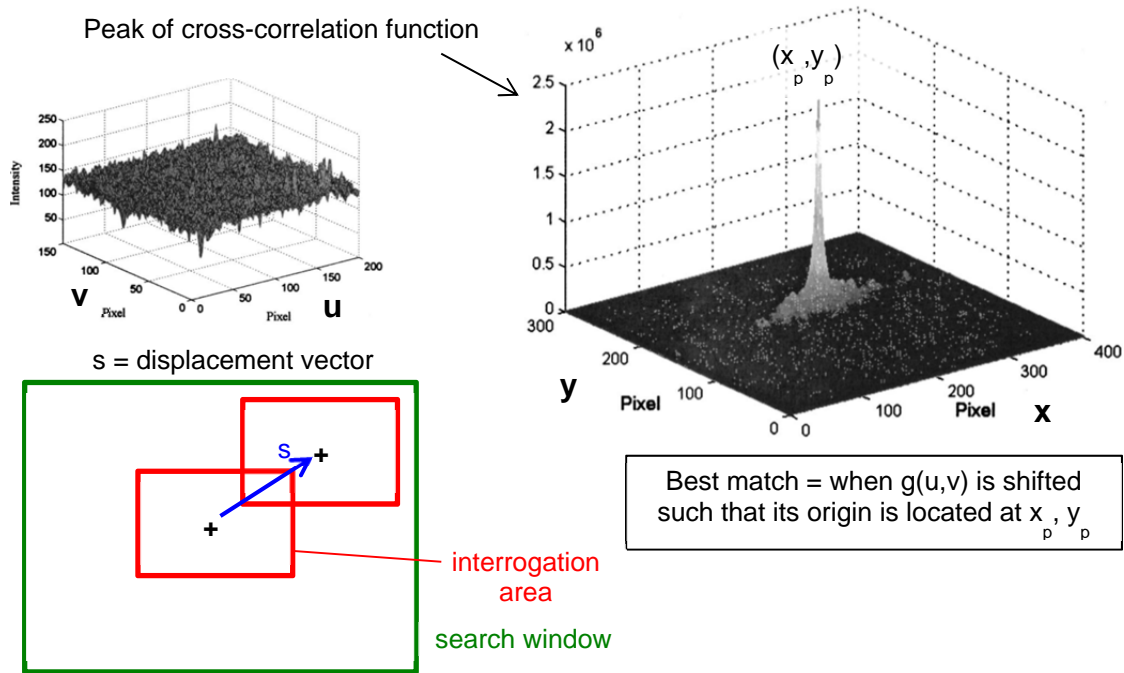 Peak of cross-correlation function
250
200
150
100
50
Intensity
150
100
50
0
v
Pixel
0
50
100
150
200
Pixel
u
x 10^6
(x_p,y_p)
2.5
2
1.5
1
0.5
0
300
200
100
0
y
Pixel
0
100
200
300
400
Pixel
x
s = displacement vector
s
+
+
interrogation
area
search window
Best match = when g(u,v) is shifted
such that its origin is located at x_p, y_p